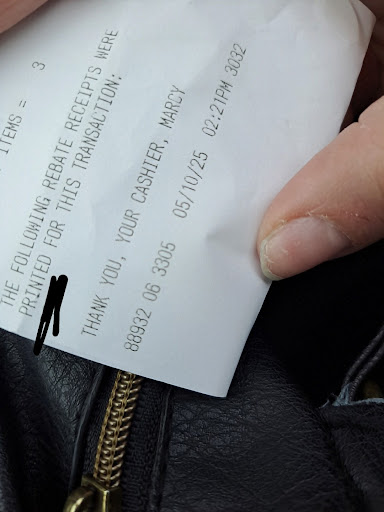 ITEMS = 3
THE FOLLOWING REBATE RECEIPTS WERE
PRINTED FOR THIS TRANSACTION:
THANK YOU, YOUR CASHIER, MARCY
88932 06 3305 05/10/25 02:21PM 3032